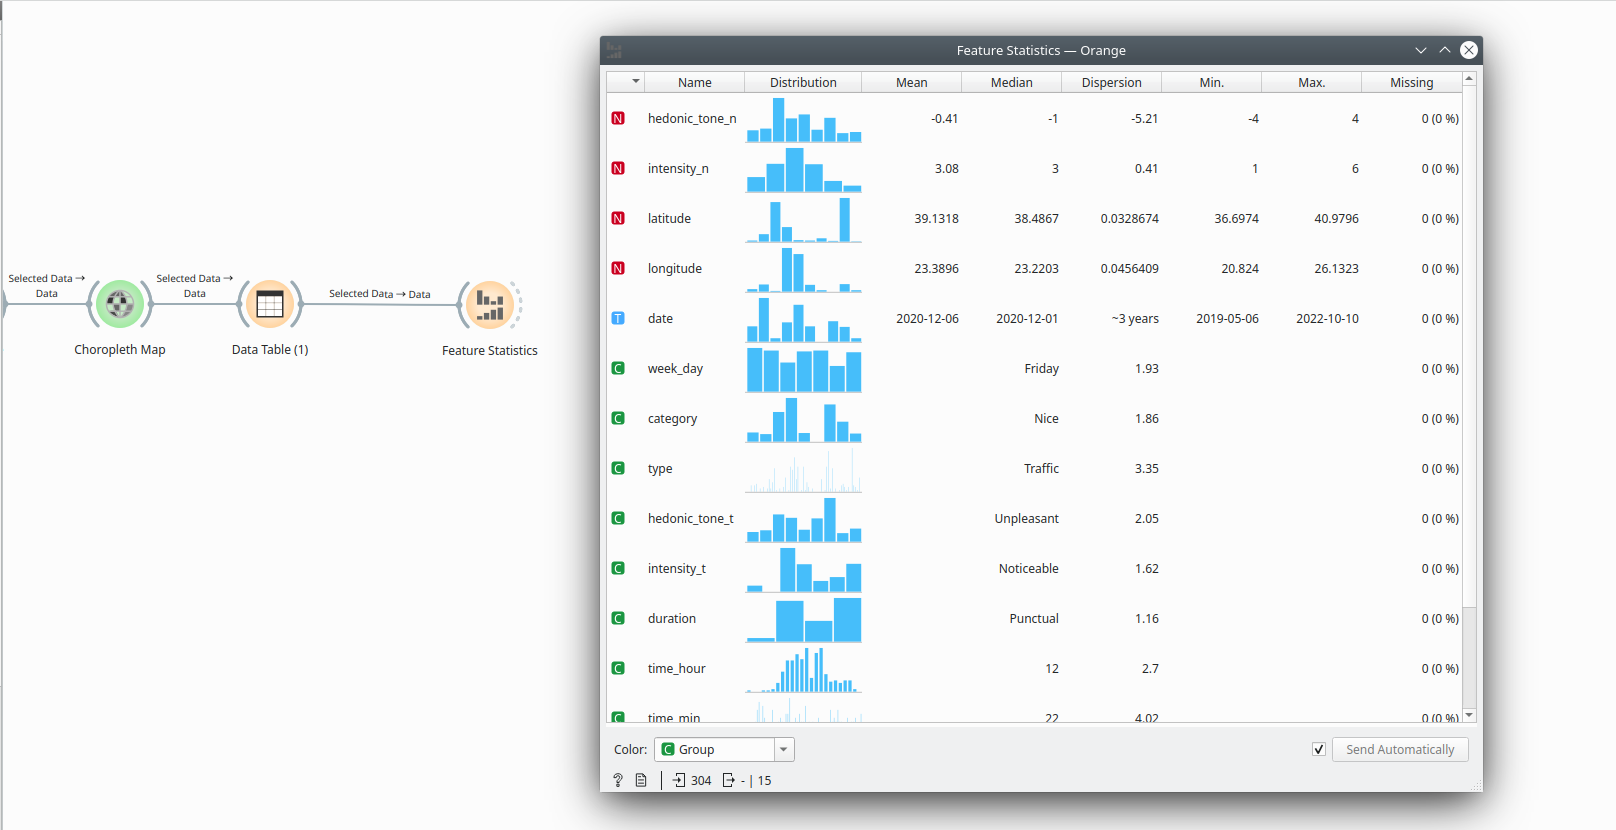 Feature Statistics — Orange
Name Distribution Mean Median Dispersion Min. Max. Missing
N hedonic_tone_n -0.41 -1 -5.21 -4 4 0 (0 %)
N intensity_n 3.08 3 0.41 1 6 0 (0 %)
N latitude 39.1318 38.4867 0.0328674 36.6974 40.9796 0 (0 %)
N longitude 23.3896 23.2203 0.0456409 20.824 26.1323 0 (0 %)
T date 2020-12-06 2020-12-01 ~3 years 2019-05-06 2022-10-10 0 (0 %)
C week_day Friday 1.93 0 (0 %)
C category Nice 1.86 0 (0 %)
C type Traffic 3.35 0 (0 %)
C hedonic_tone_t Unpleasant 2.05 0 (0 %)
C intensity_t Noticeable 1.62 0 (0 %)
C duration Punctual 1.16 0 (0 %)
C time_hour 12 2.7 0 (0 %)
C time_min 22 4.02 0 (0 %)
Color: C Group Send Automatically
? 304 - | 15
Selected Data →
Data
Choropleth Map
Selected Data →
Data
Data Table (1)
Selected Data → Data
Feature Statistics